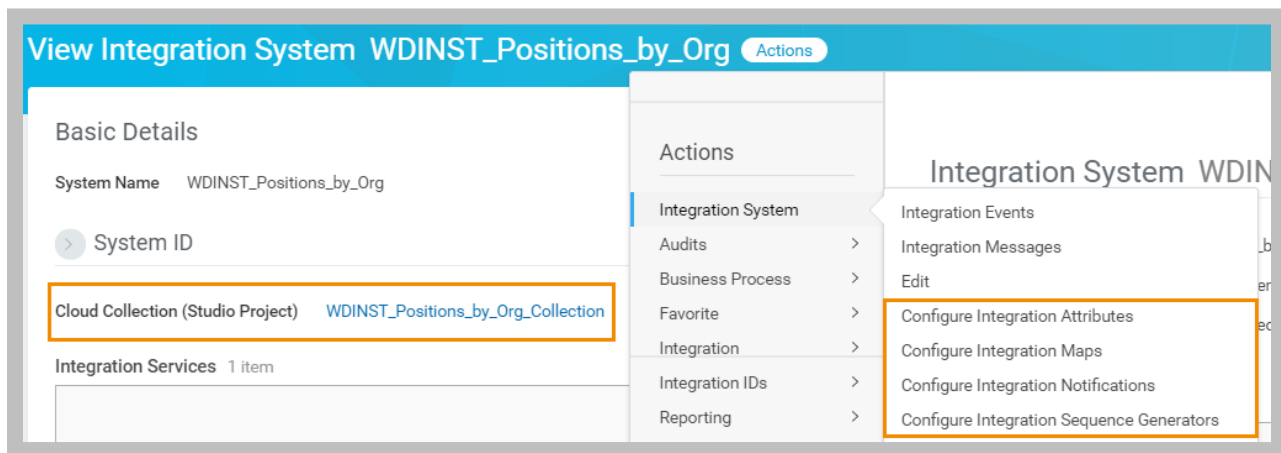 View Integration System WDINST_Positions_by_Org Actions
Basic Details
System Name WDINST_Positions_by_Org
System ID
Cloud Collection (Studio Project) WDINST_Positions_by_Org_Collection
Integration Services 1 item
Actions
Integration System
Audits
Business Process
Favorite
Integration
Integration IDs
Reporting
Integration System WDIN
Integration Events
Integration Messages
Edit
Configure Integration Attributes
Configure Integration Maps
Configure Integration Notifications
Configure Integration Sequence Generators